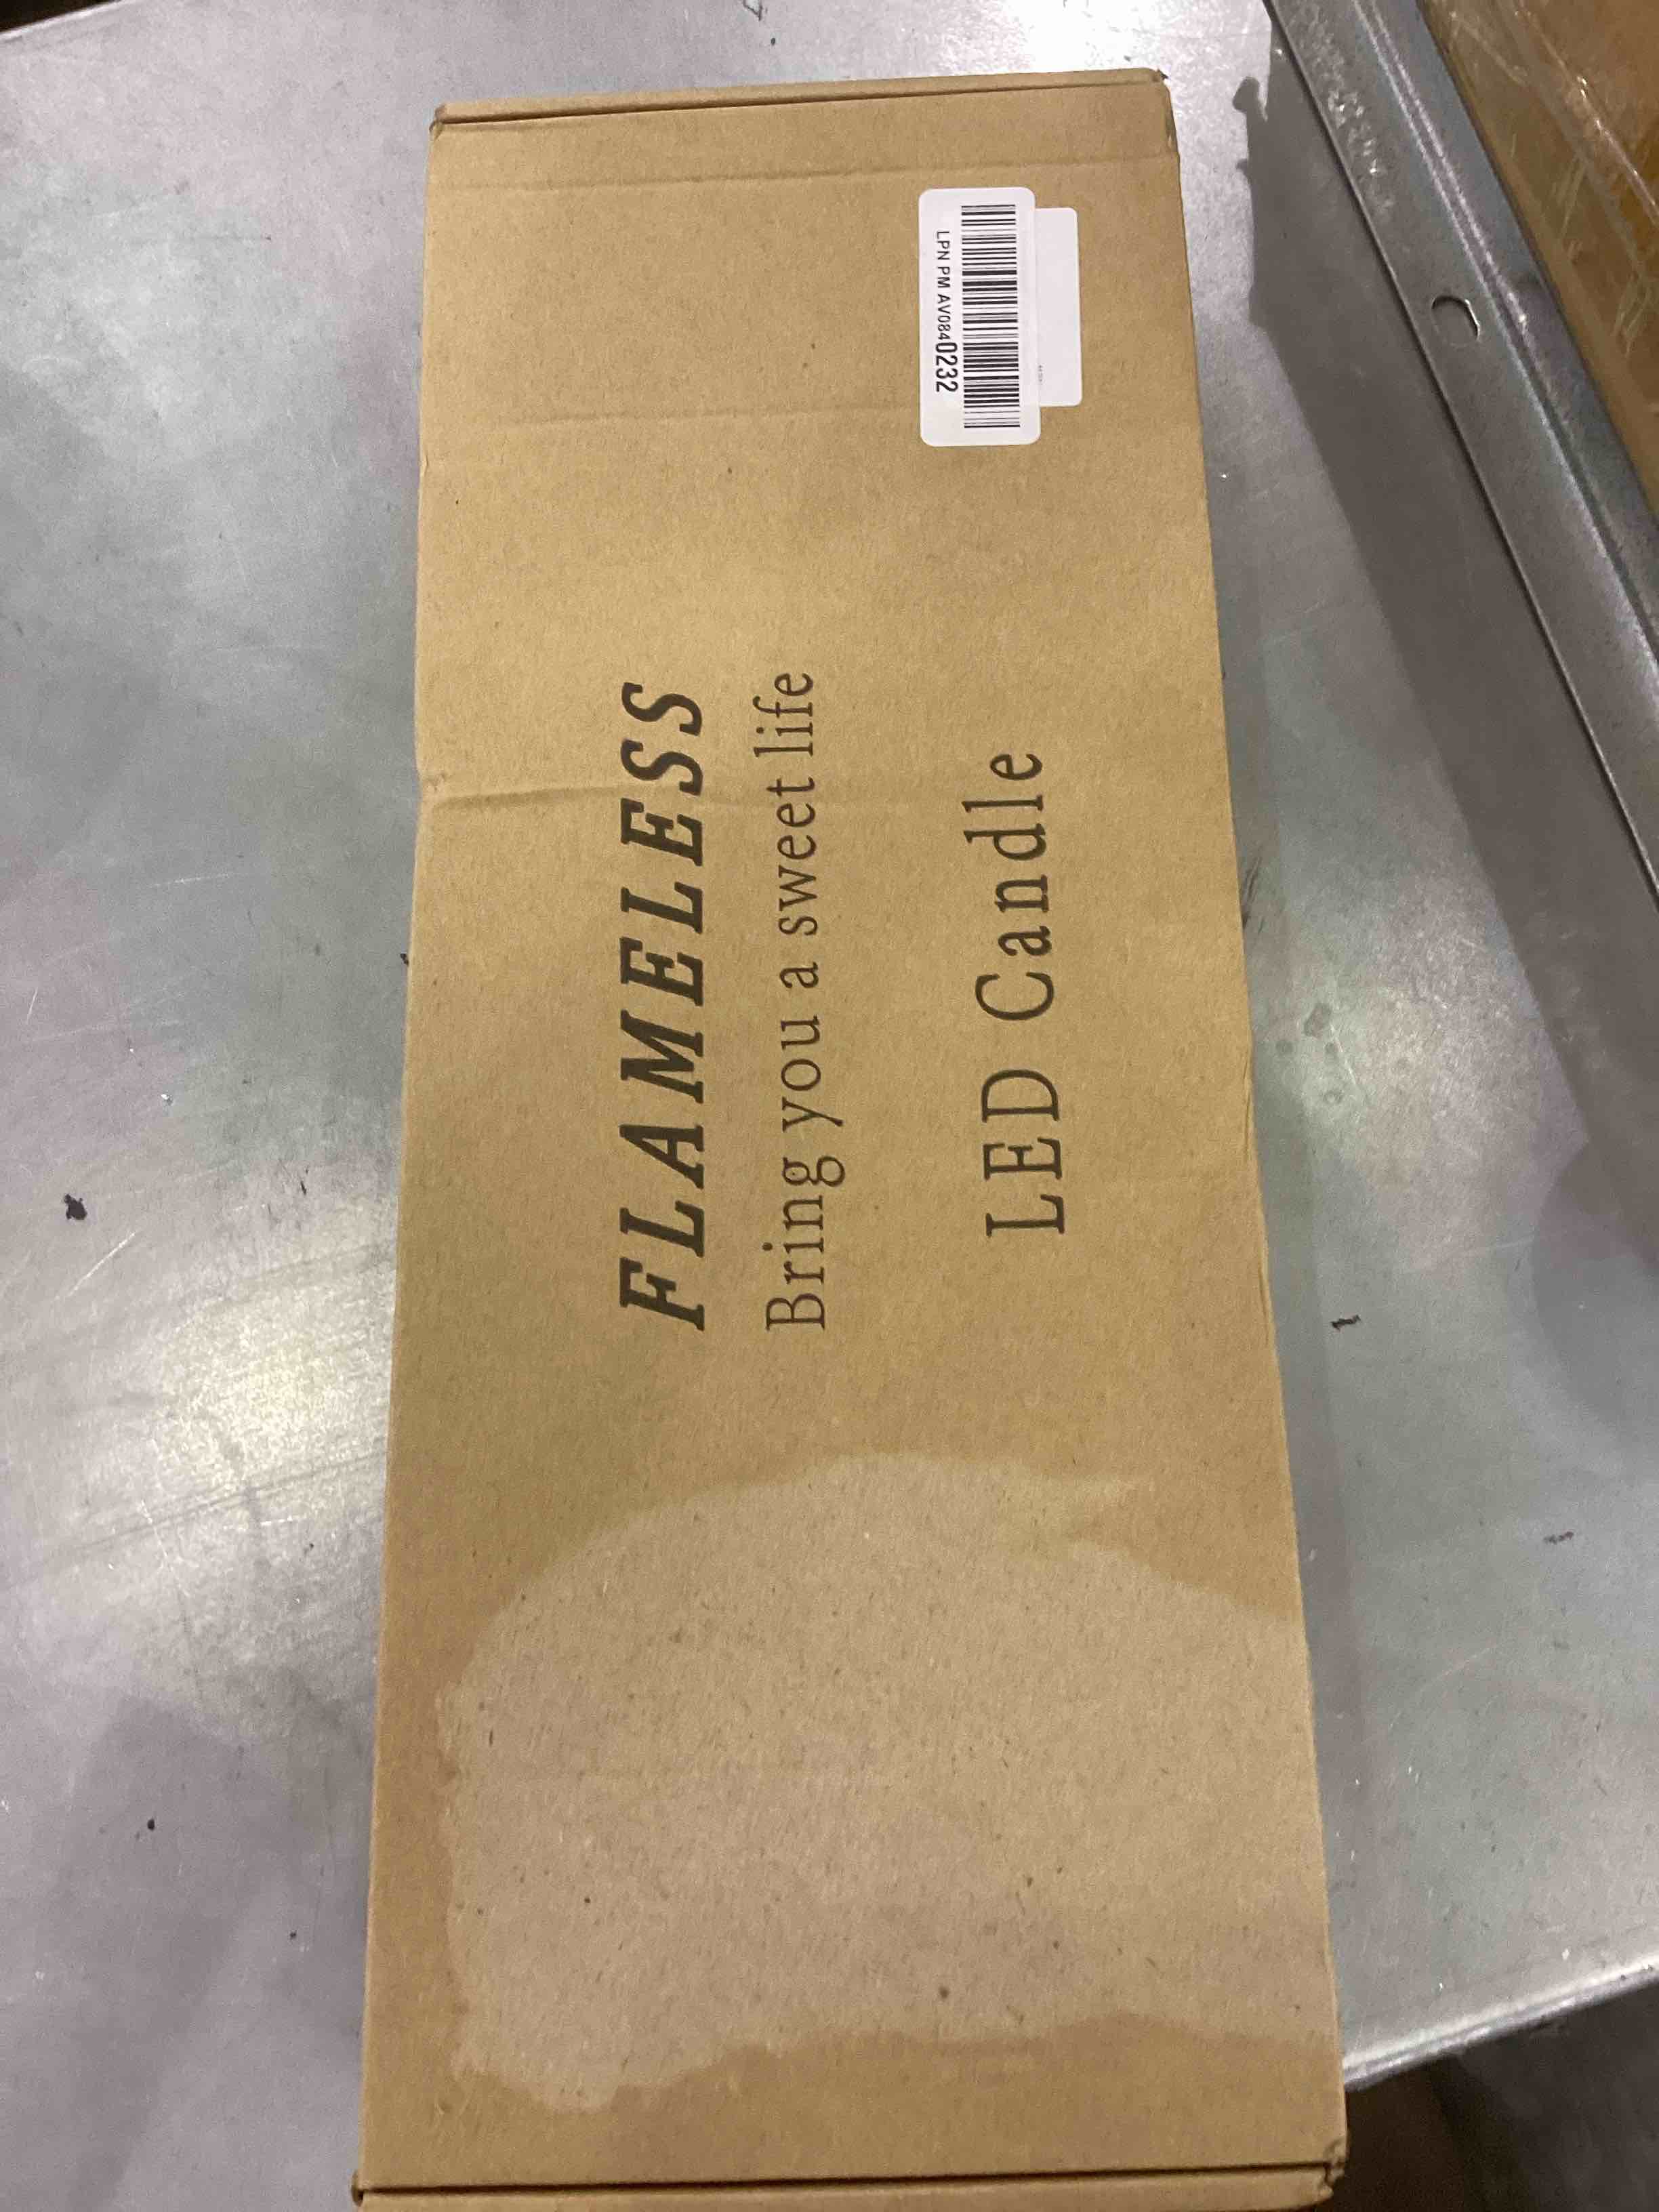 FLAMELESS
Bring you a sweet life
LED Candle
LPN PM AV0840232